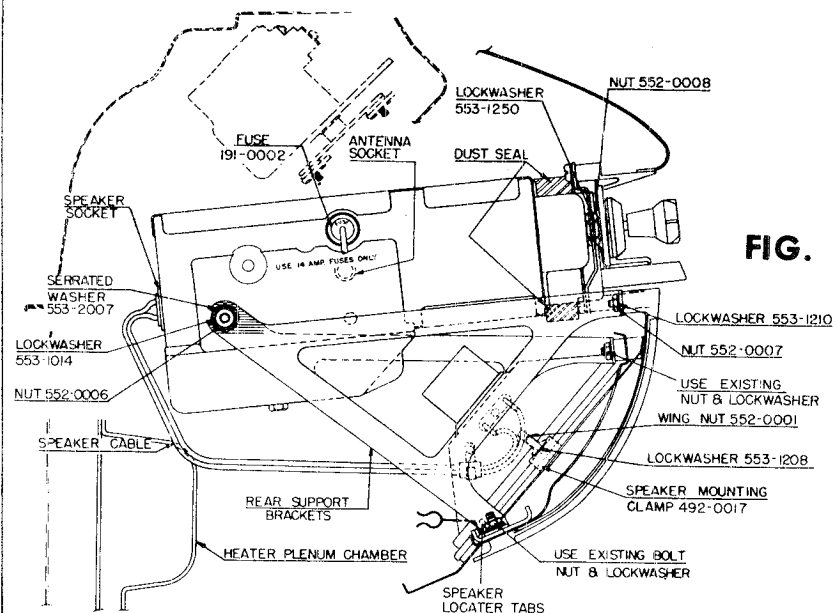 LOCKWASHER
553-1250
NUT 552-0008
FUSE
191-0002
ANTENNA
SOCKET
DUST SEAL
SPEAKER
SOCKET
FIG.
USE 14 AMP. FUSES ONLY
SERRATED
WASHER
553-2007
LOCKWASHER 553-1210
LOCKWASHER
553-1014
NUT 552-0007
NUT 552-0006
USE EXISTING
NUT & LOCKWASHER
WING NUT 552-0001
SPEAKER CABLE
LOCKWASHER 553-1208
REAR SUPPORT
BRACKETS
SPEAKER MOUNTING
CLAMP 492-0017
HEATER PLENUM CHAMBER
USE EXISTING BOLT
NUT & LOCKWASHER
SPEAKER
LOCATER TABS